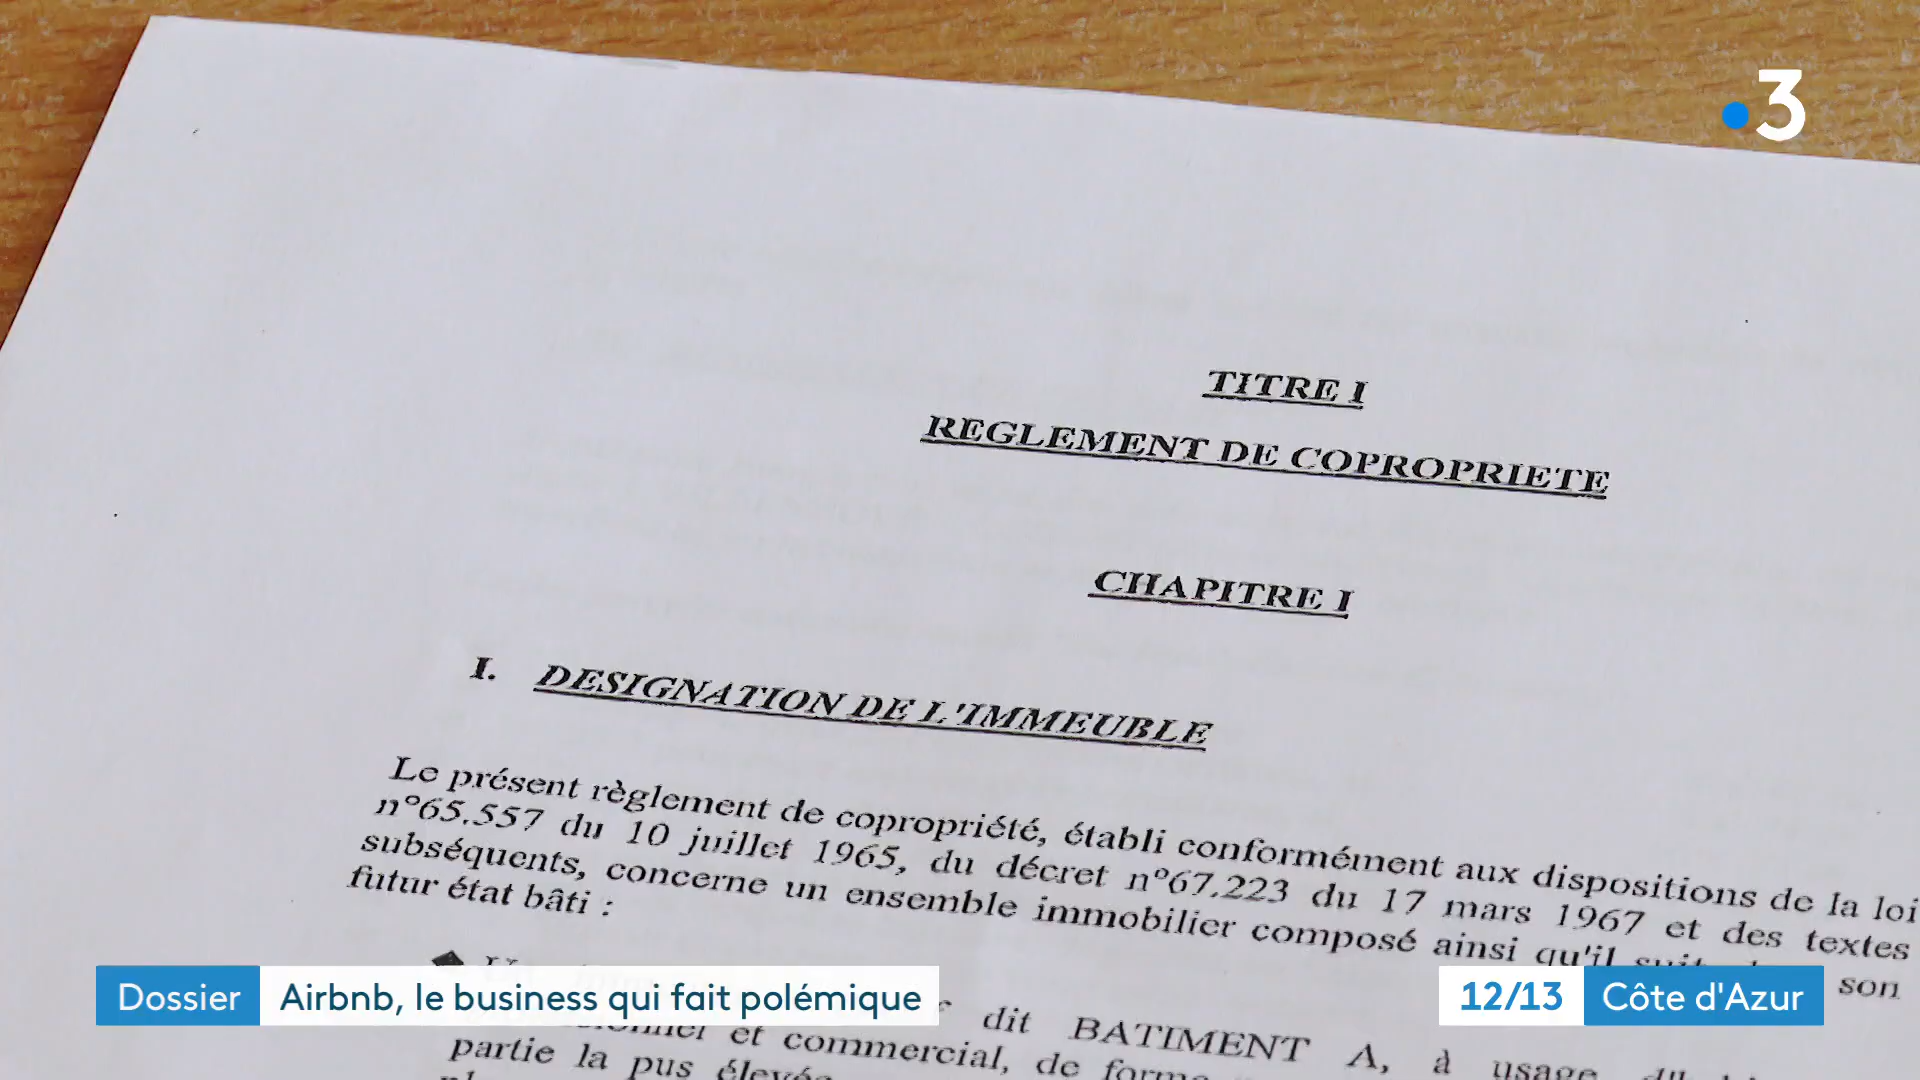 3
TITRE I
REGLEMENT DE COPROPRIETE
CHAPITRE I
I. DESIGNATION DE L'IMMEUBLE
Le présent règlement de copropriété, établi conformément aux dispositions de la loi
n°65.557 du 10 juillet 1965, du décret n°67.223 du 17 mars 1967 et des textes
subséquents, concerne un ensemble immobilier composé ainsi qu'il suit son
futur état bâti :
dit BATIMENT A, à usage
et commercial, de
partie la pus élevée
Dossier Airbnb, le business qui fait polémique
12/13 Côte d'Azur